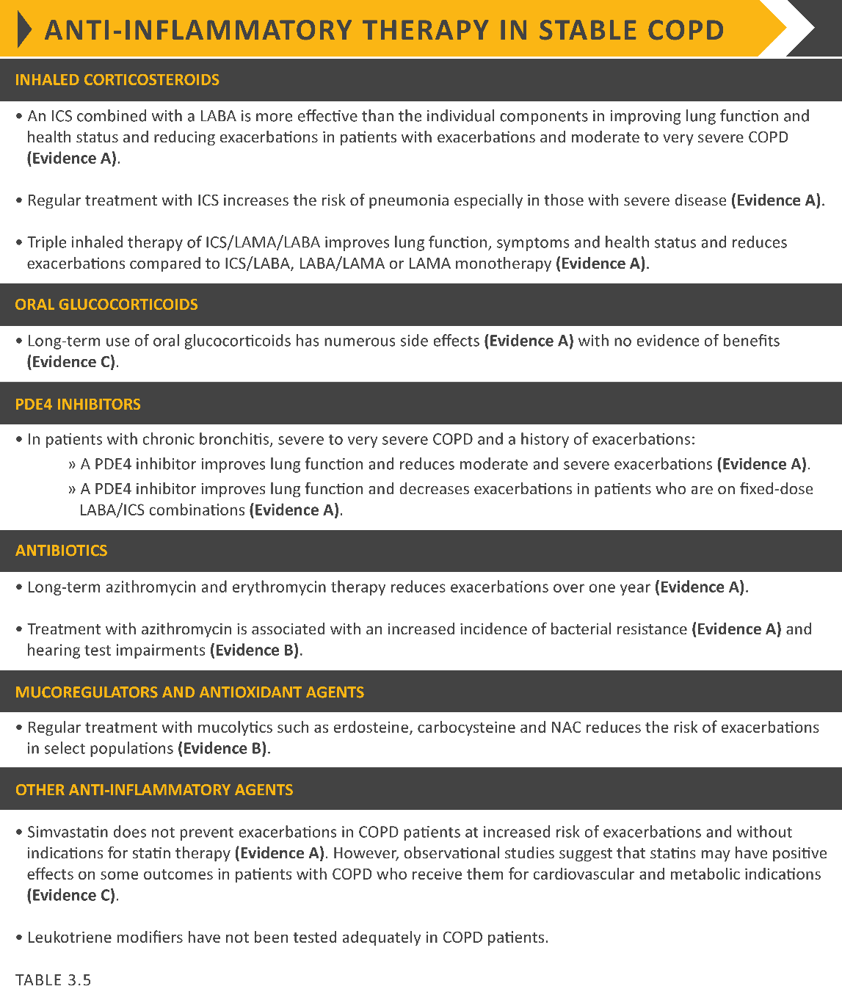 ANTI-INFLAMMATORY THERAPY IN STABLE COPD
INHALED CORTICOSTEROIDS
• An ICS combined with a LABA is more effective than the individual components in improving lung function and
health status and reducing exacerbations in patients with exacerbations and moderate to very severe COPD
(Evidence A).
• Regular treatment with ICS increases the risk of pneumonia especially in those with severe disease (Evidence A).
• Triple inhaled therapy of ICS/LAMA/LABA improves lung function, symptoms and health status and reduces
exacerbations compared to ICS/LABA, LABA/LAMA or LAMA monotherapy (Evidence A).
ORAL GLUCOCORTICOIDS
• Long-term use of oral glucocorticoids has numerous side effects (Evidence A) with no evidence of benefits
(Evidence C).
PDE4 INHIBITORS
• In patients with chronic bronchitis, severe to very severe COPD and a history of exacerbations:
» A PDE4 inhibitor improves lung function and reduces moderate and severe exacerbations (Evidence A).
» A PDE4 inhibitor improves lung function and decreases exacerbations in patients who are on fixed-dose
LABA/ICS combinations (Evidence A).
ANTIBIOTICS
• Long-term azithromycin and erythromycin therapy reduces exacerbations over one year (Evidence A).
• Treatment with azithromycin is associated with an increased incidence of bacterial resistance (Evidence A) and
hearing test impairments (Evidence B).
MUCOREGULATORS AND ANTIOXIDANT AGENTS
• Regular treatment with mucolytics such as erdosteine, carbocysteine and NAC reduces the risk of exacerbations
in select populations (Evidence B).
OTHER ANTI-INFLAMMATORY AGENTS
• Simvastatin does not prevent exacerbations in COPD patients at increased risk of exacerbations and without
indications for statin therapy (Evidence A). However, observational studies suggest that statins may have positive
effects on some outcomes in patients with COPD who receive them for cardiovascular and metabolic indications
(Evidence C).
• Leukotriene modifiers have not been tested adequately in COPD patients.
TABLE 3.5